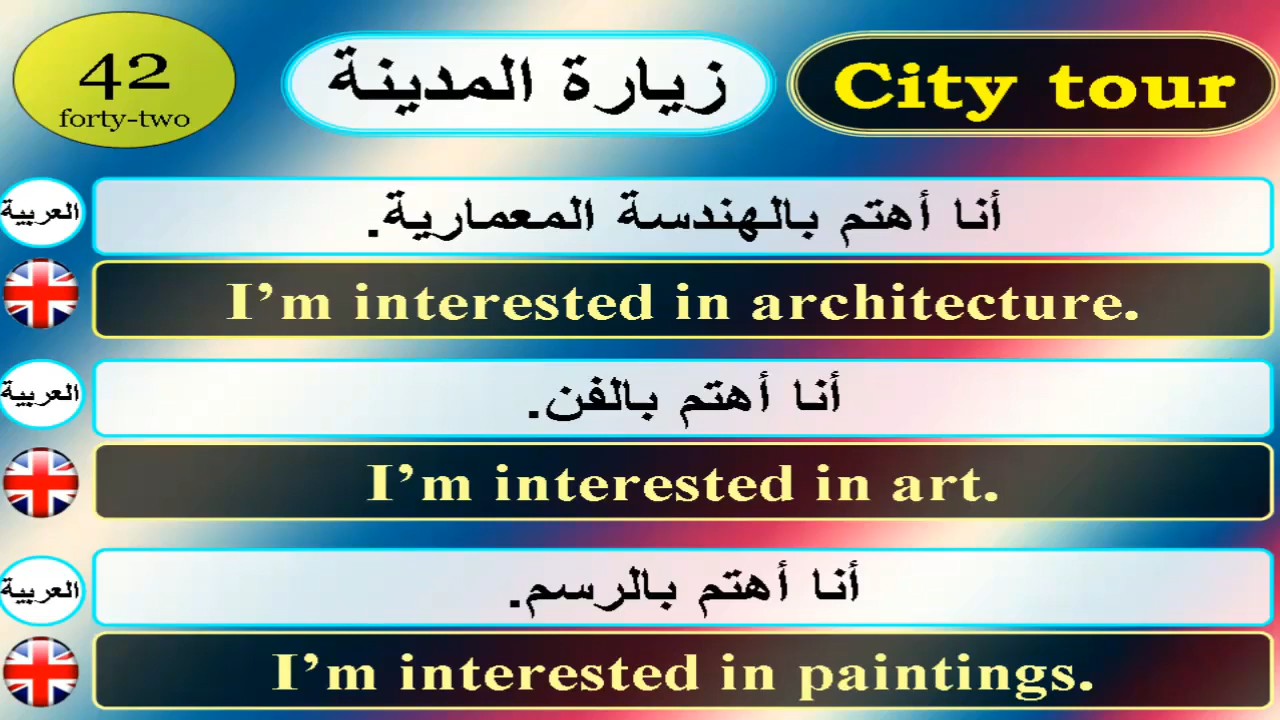 42
forty-two
زيارة المدينة
City tour
العربية
أنا أهتم بالهندسة المعمارية.
I’m interested in architecture.
العربية
أنا أهتم بالفن.
I’m interested in art.
العربية
أنا أهتم بالرسم.
I’m interested in paintings.